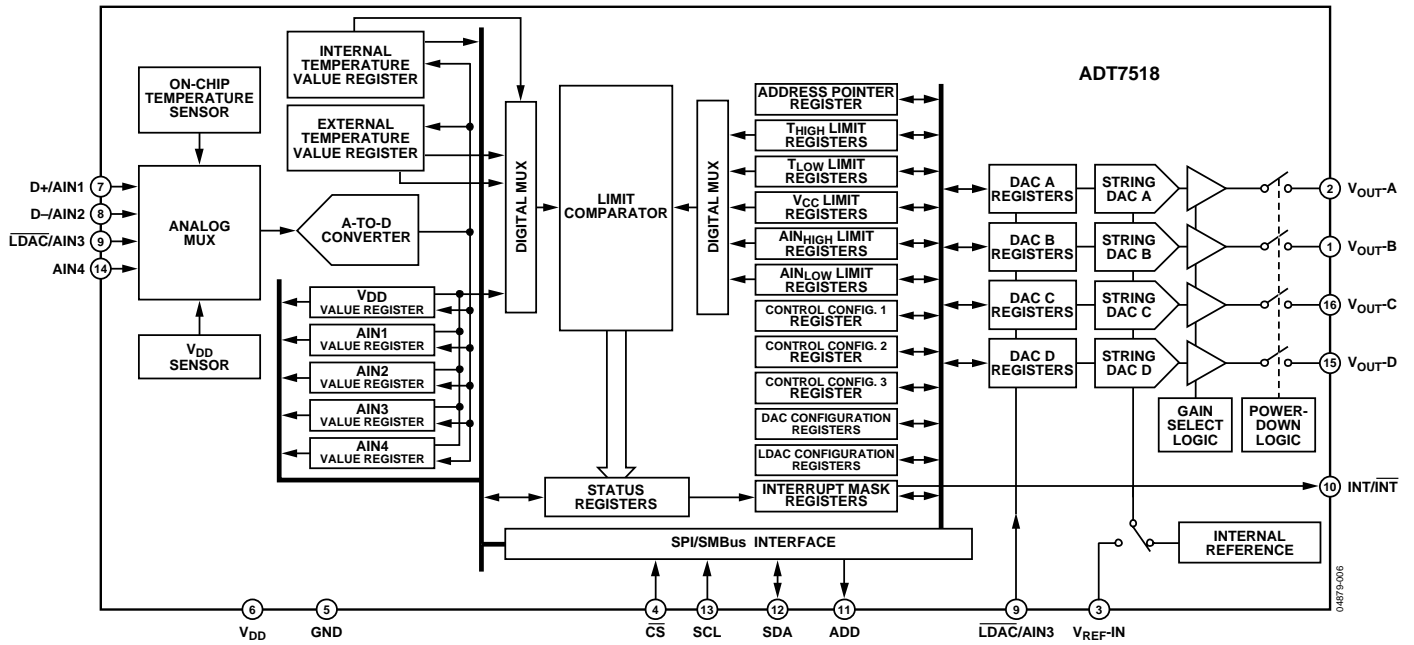 ADT7518
ON-CHIP
TEMPERATURE
SENSOR
INTERNAL
TEMPERATURE
VALUE REGISTER
EXTERNAL
TEMPERATURE
VALUE REGISTER
D+/AIN1
7
D–/AIN2
8
LDAC/AIN3
9
AIN4
14
ANALOG
MUX
A-TO-D
CONVERTER
VDD
SENSOR
VDD
VALUE REGISTER
AIN1
VALUE REGISTER
AIN2
VALUE REGISTER
AIN3
VALUE REGISTER
AIN4
VALUE REGISTER
DIGITAL MUX
LIMIT
COMPARATOR
DIGITAL MUX
ADDRESS POINTER
REGISTER
THIGH LIMIT
REGISTERS
TLOW LIMIT
REGISTERS
VCC LIMIT
REGISTERS
AINHIGH LIMIT
REGISTERS
AINLOW LIMIT
REGISTERS
CONTROL CONFIG. 1
REGISTER
CONTROL CONFIG. 2
REGISTER
CONTROL CONFIG. 3
REGISTER
DAC CONFIGURATION
REGISTERS
LDAC CONFIGURATION
REGISTERS
INTERRUPT MASK
REGISTERS
STATUS
REGISTERS
SPI/SMBus INTERFACE
DAC A
REGISTERS
STRING
DAC A
2
VOUT-A
DAC B
REGISTERS
STRING
DAC B
1
VOUT-B
DAC C
REGISTERS
STRING
DAC C
16
VOUT-C
DAC D
REGISTERS
STRING
DAC D
15
VOUT-D
GAIN
SELECT
LOGIC
POWER-
DOWN
LOGIC
10
INT/INT
INTERNAL
REFERENCE
6
VDD
5
GND
4
CS
13
SCL
12
SDA
11
ADD
9
LDAC/AIN3
3
VREF-IN
04879-006